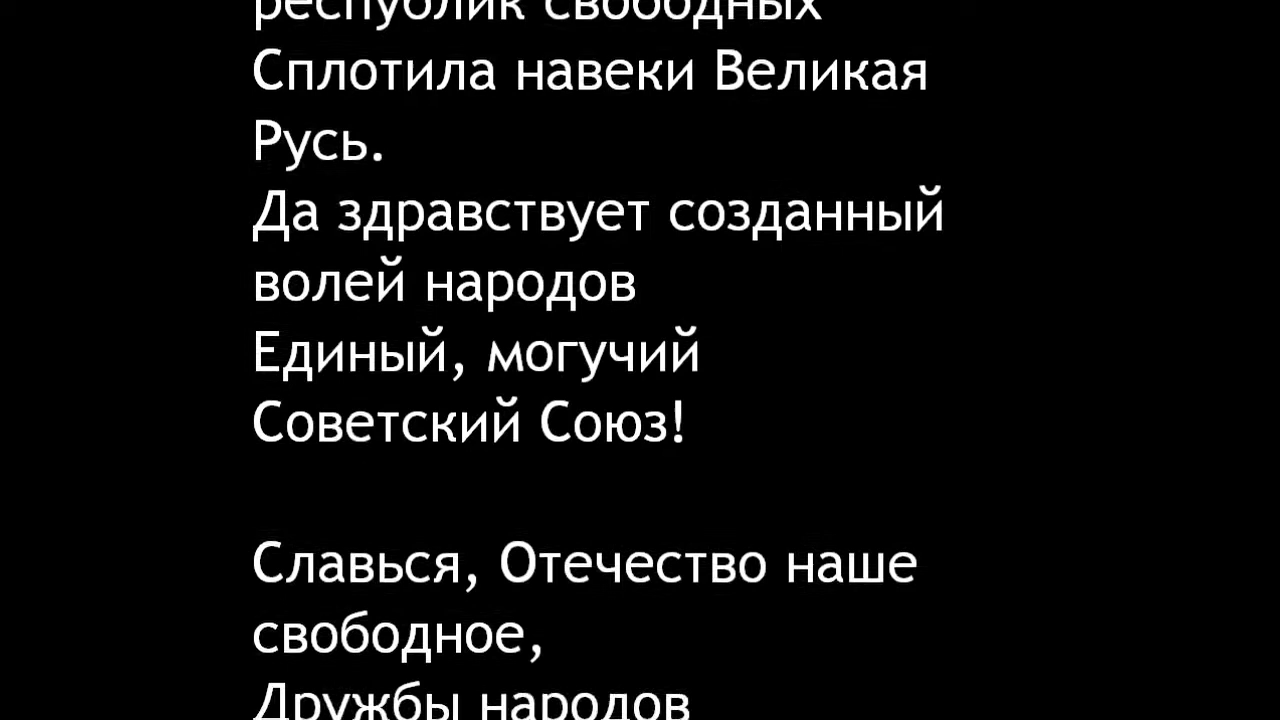 республик свободных
Сплотила навеки Великая
Русь.
Да здравствует созданный
волей народов
Единый, могучий
Советский Союз!
Славься, Отечество наше
свободное,
Дружбы народов